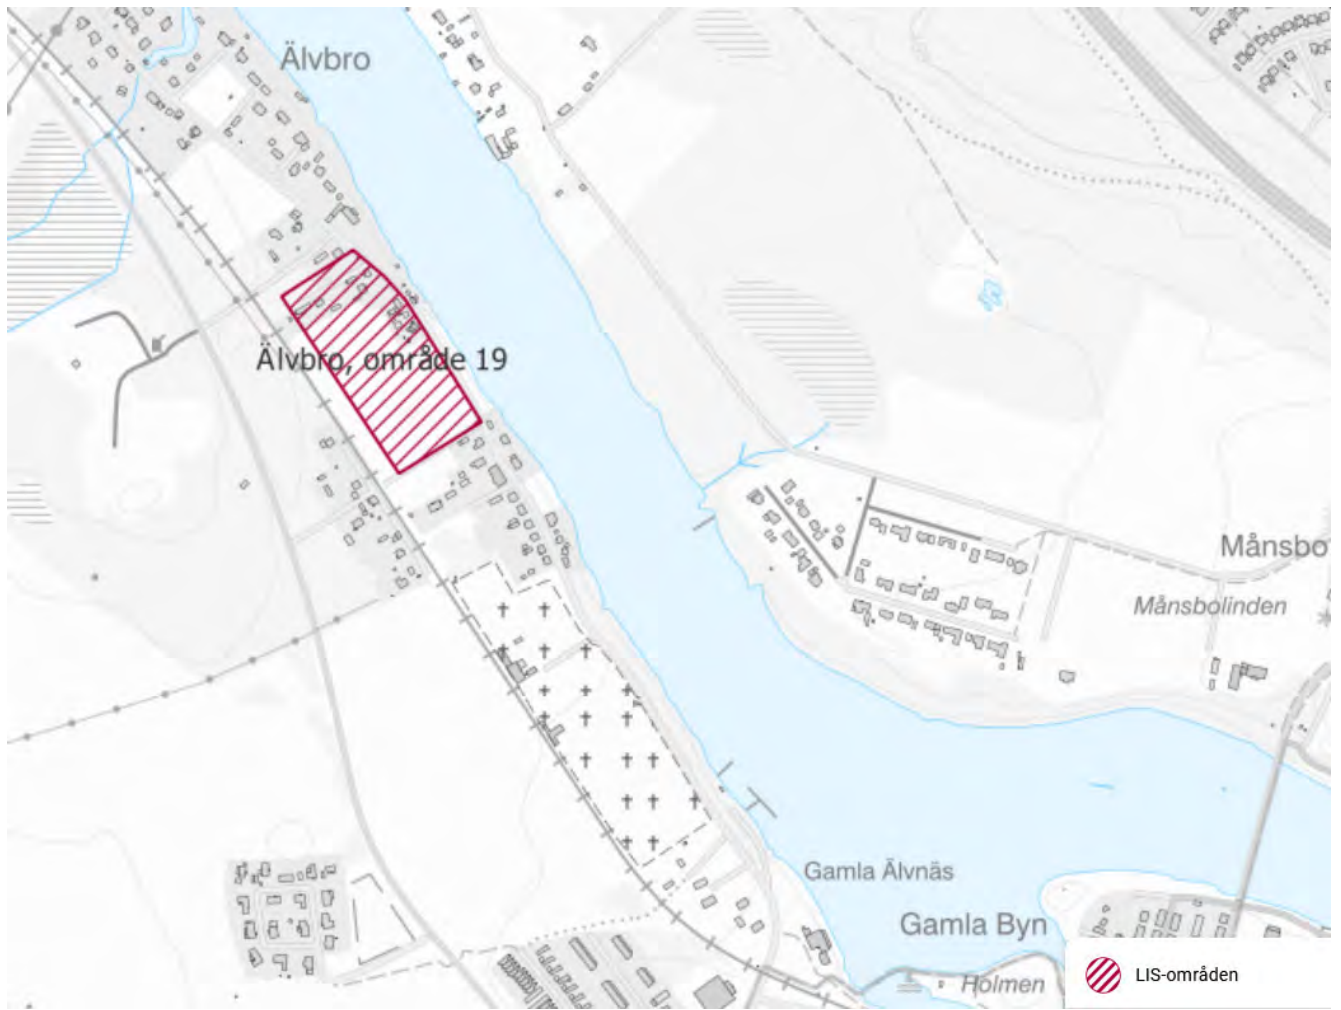 Älvbro
Älvbro, område 19
Månsbo
Månsbolinden
Gamla Älvnäs
Gamla Byn
Holmen
LIS-områden